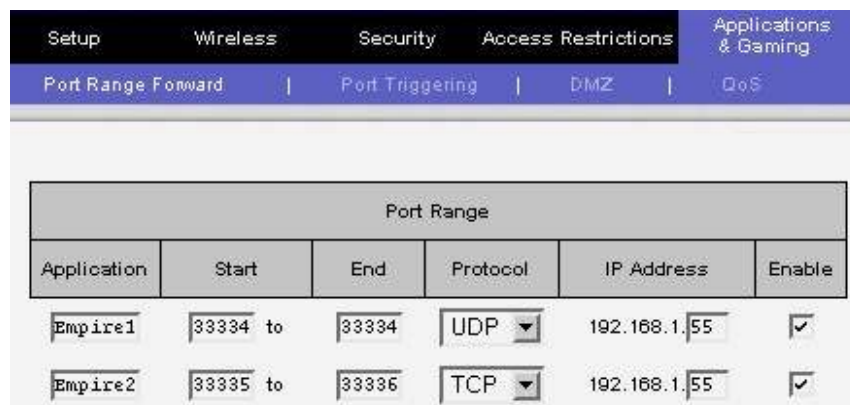 Setup Wireless Security Access Restrictions Applications & Gaming
Port Range Forward | Port Triggering | DMZ | QoS
Port Range
Application Start End Protocol IP Address Enable
Empire1 33334 to 33334 UDP 192.168.1.55
Empire2 33335 to 33336 TCP 192.168.1.55